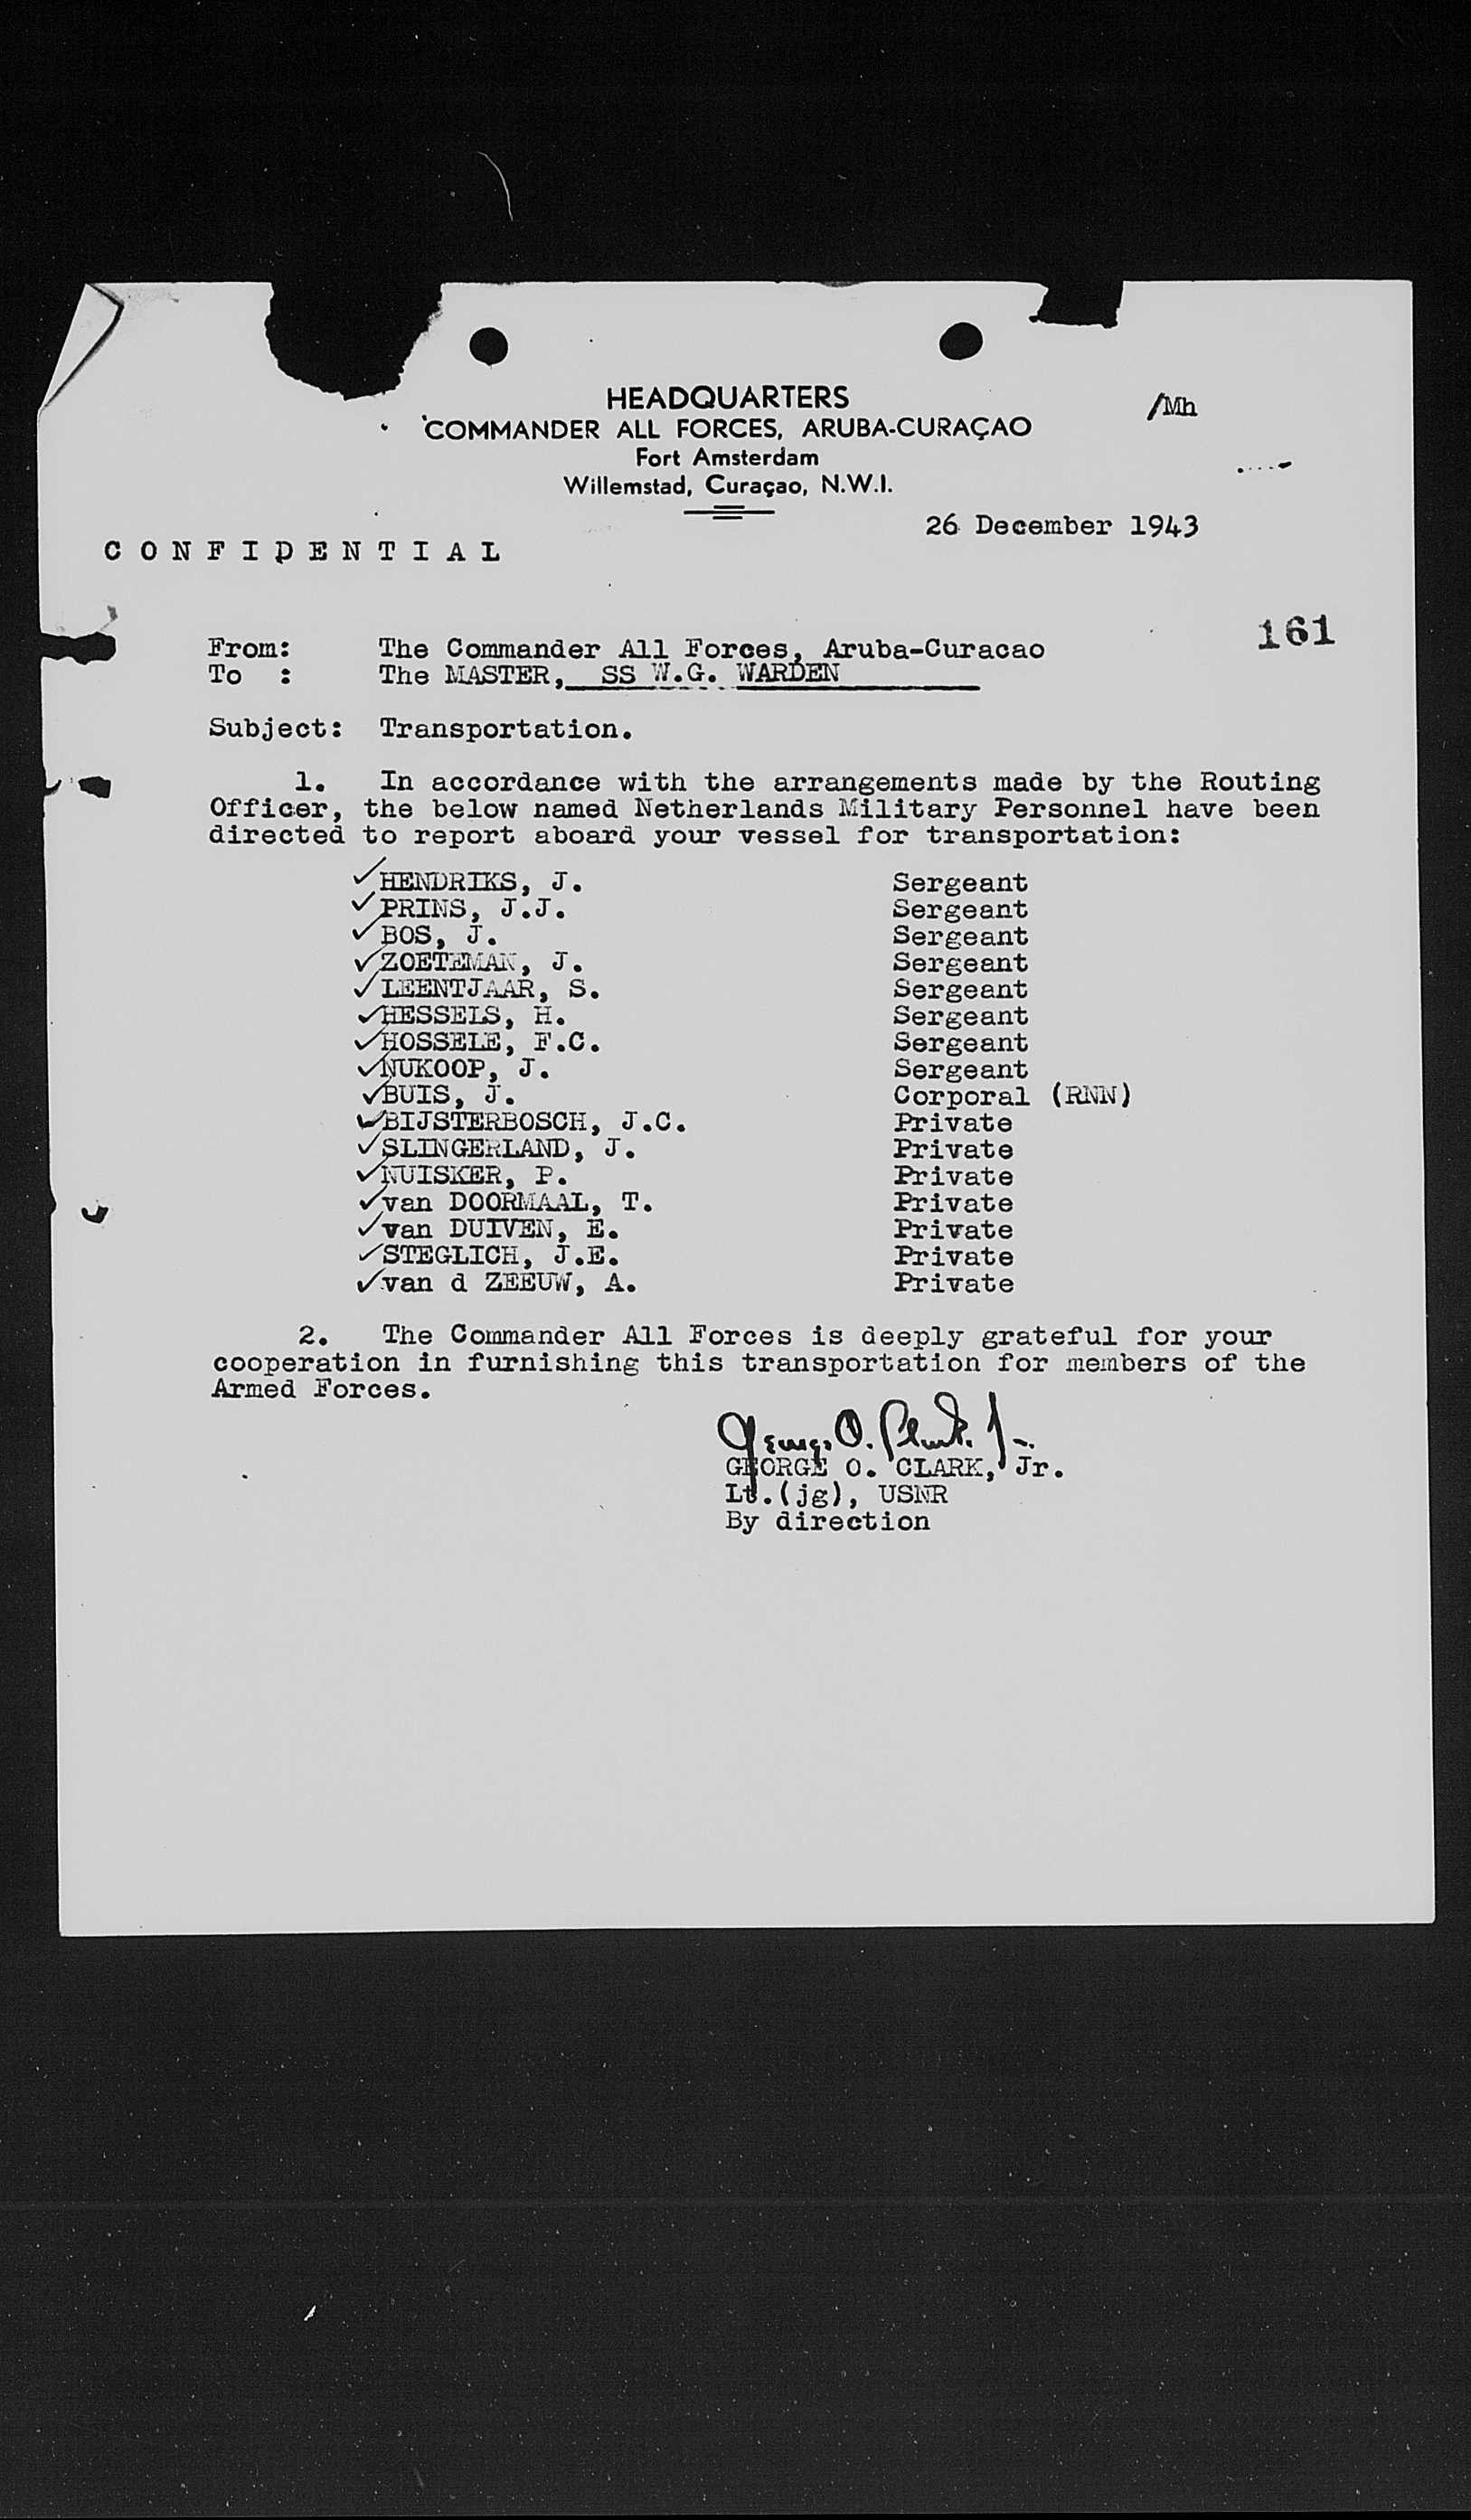 HEADQUARTERS
/Mh
COMMANDER ALL FORCES, ARUBA-CURAÇAO
Fort Amsterdam
Willemstad, Curaçao, N.W.I.
26 December 1943
C O N F I D E N T I A L
161
From: The Commander All Forces, Aruba-Curacao
To : The MASTER, SS W.G. WARDEN
Subject: Transportation.
1. In accordance with the arrangements made by the Routing
Officer, the below named Netherlands Military Personnel have been
directed to report aboard your vessel for transportation:
✓HENDRIKS, J. Sergeant
✓PRINS, J.J. Sergeant
✓BOS, J. Sergeant
✓ZOETEMAN, J. Sergeant
✓LEENTJAAR, S. Sergeant
✓HESSELS, H. Sergeant
✓HOSSELE, F.C. Sergeant
✓NUKOOP, J. Sergeant
✓BUIS, J. Corporal (RNN)
✓BIJSTERBOSCH, J.C. Private
✓SLINGERLAND, J. Private
✓NUISKER, P. Private
✓van DOORMAAL, T. Private
✓van DUIVEN, E. Private
✓STEGLICH, J.E. Private
✓van d ZEEUW, A. Private
2. The Commander All Forces is deeply grateful for your
cooperation in furnishing this transportation for members of the
Armed Forces.
George O. Clark, Jr.
GEORGE O. CLARK, Jr.
Lt.(jg), USNR
By direction